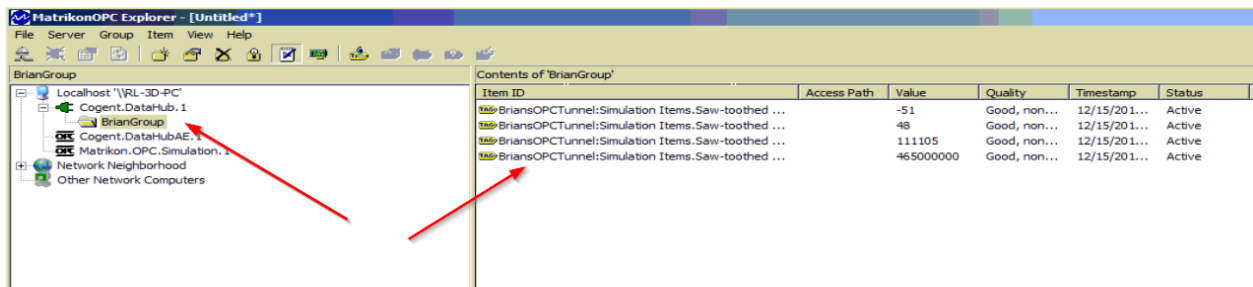 MatrikonOPC Explorer - [Untitled*]
File Server Group Item View Help
BrianGroup
Contents of 'BrianGroup'
Localhost '\\RL-3D-PC'
Cogent.DataHub.1
BrianGroup
Cogent.DataHubAE.1
Matrikon.OPC.Simulation.1
Network Neighborhood
Other Network Computers
Item ID Access Path Value Quality Timestamp Status
BriansOPCTunnel:Simulation Items.Saw-toothed ... -51 Good, non... 12/15/201... Active
BriansOPCTunnel:Simulation Items.Saw-toothed ... 48 Good, non... 12/15/201... Active
BriansOPCTunnel:Simulation Items.Saw-toothed ... 111105 Good, non... 12/15/201... Active
BriansOPCTunnel:Simulation Items.Saw-toothed ... 465000000 Good, non... 12/15/201... Active